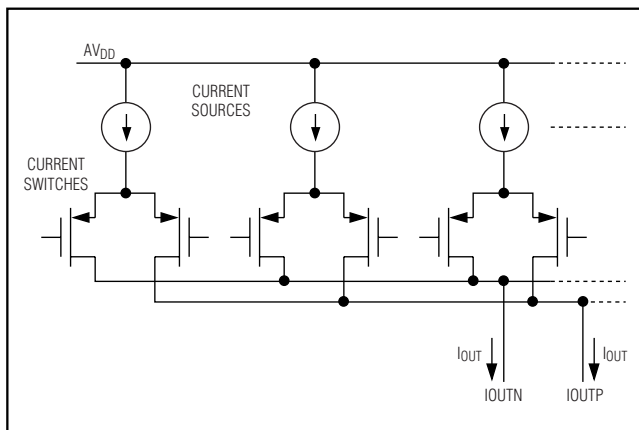 AVDD
CURRENT
SOURCES
CURRENT
SWITCHES
IOUT
IOUT
IOUTN
IOUTP